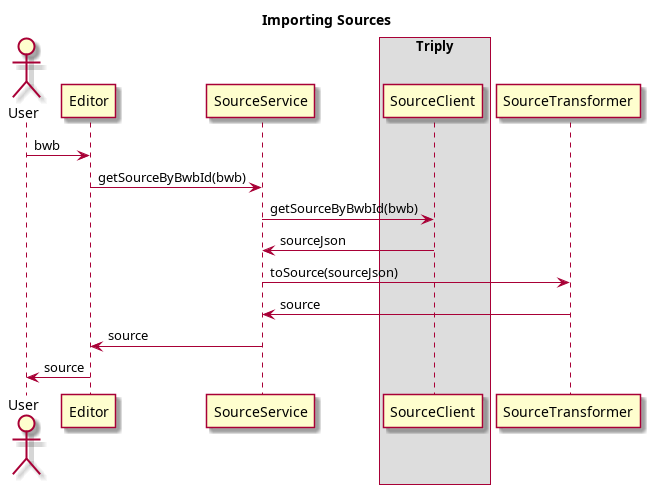 Importing Sources
Triply
User
Editor
SourceService
SourceClient
SourceTransformer
bwb
getSourceByBwbId(bwb)
getSourceByBwbId(bwb)
sourceJson
toSource(sourceJson)
source
source
source
User
Editor
SourceService
SourceClient
SourceTransformer